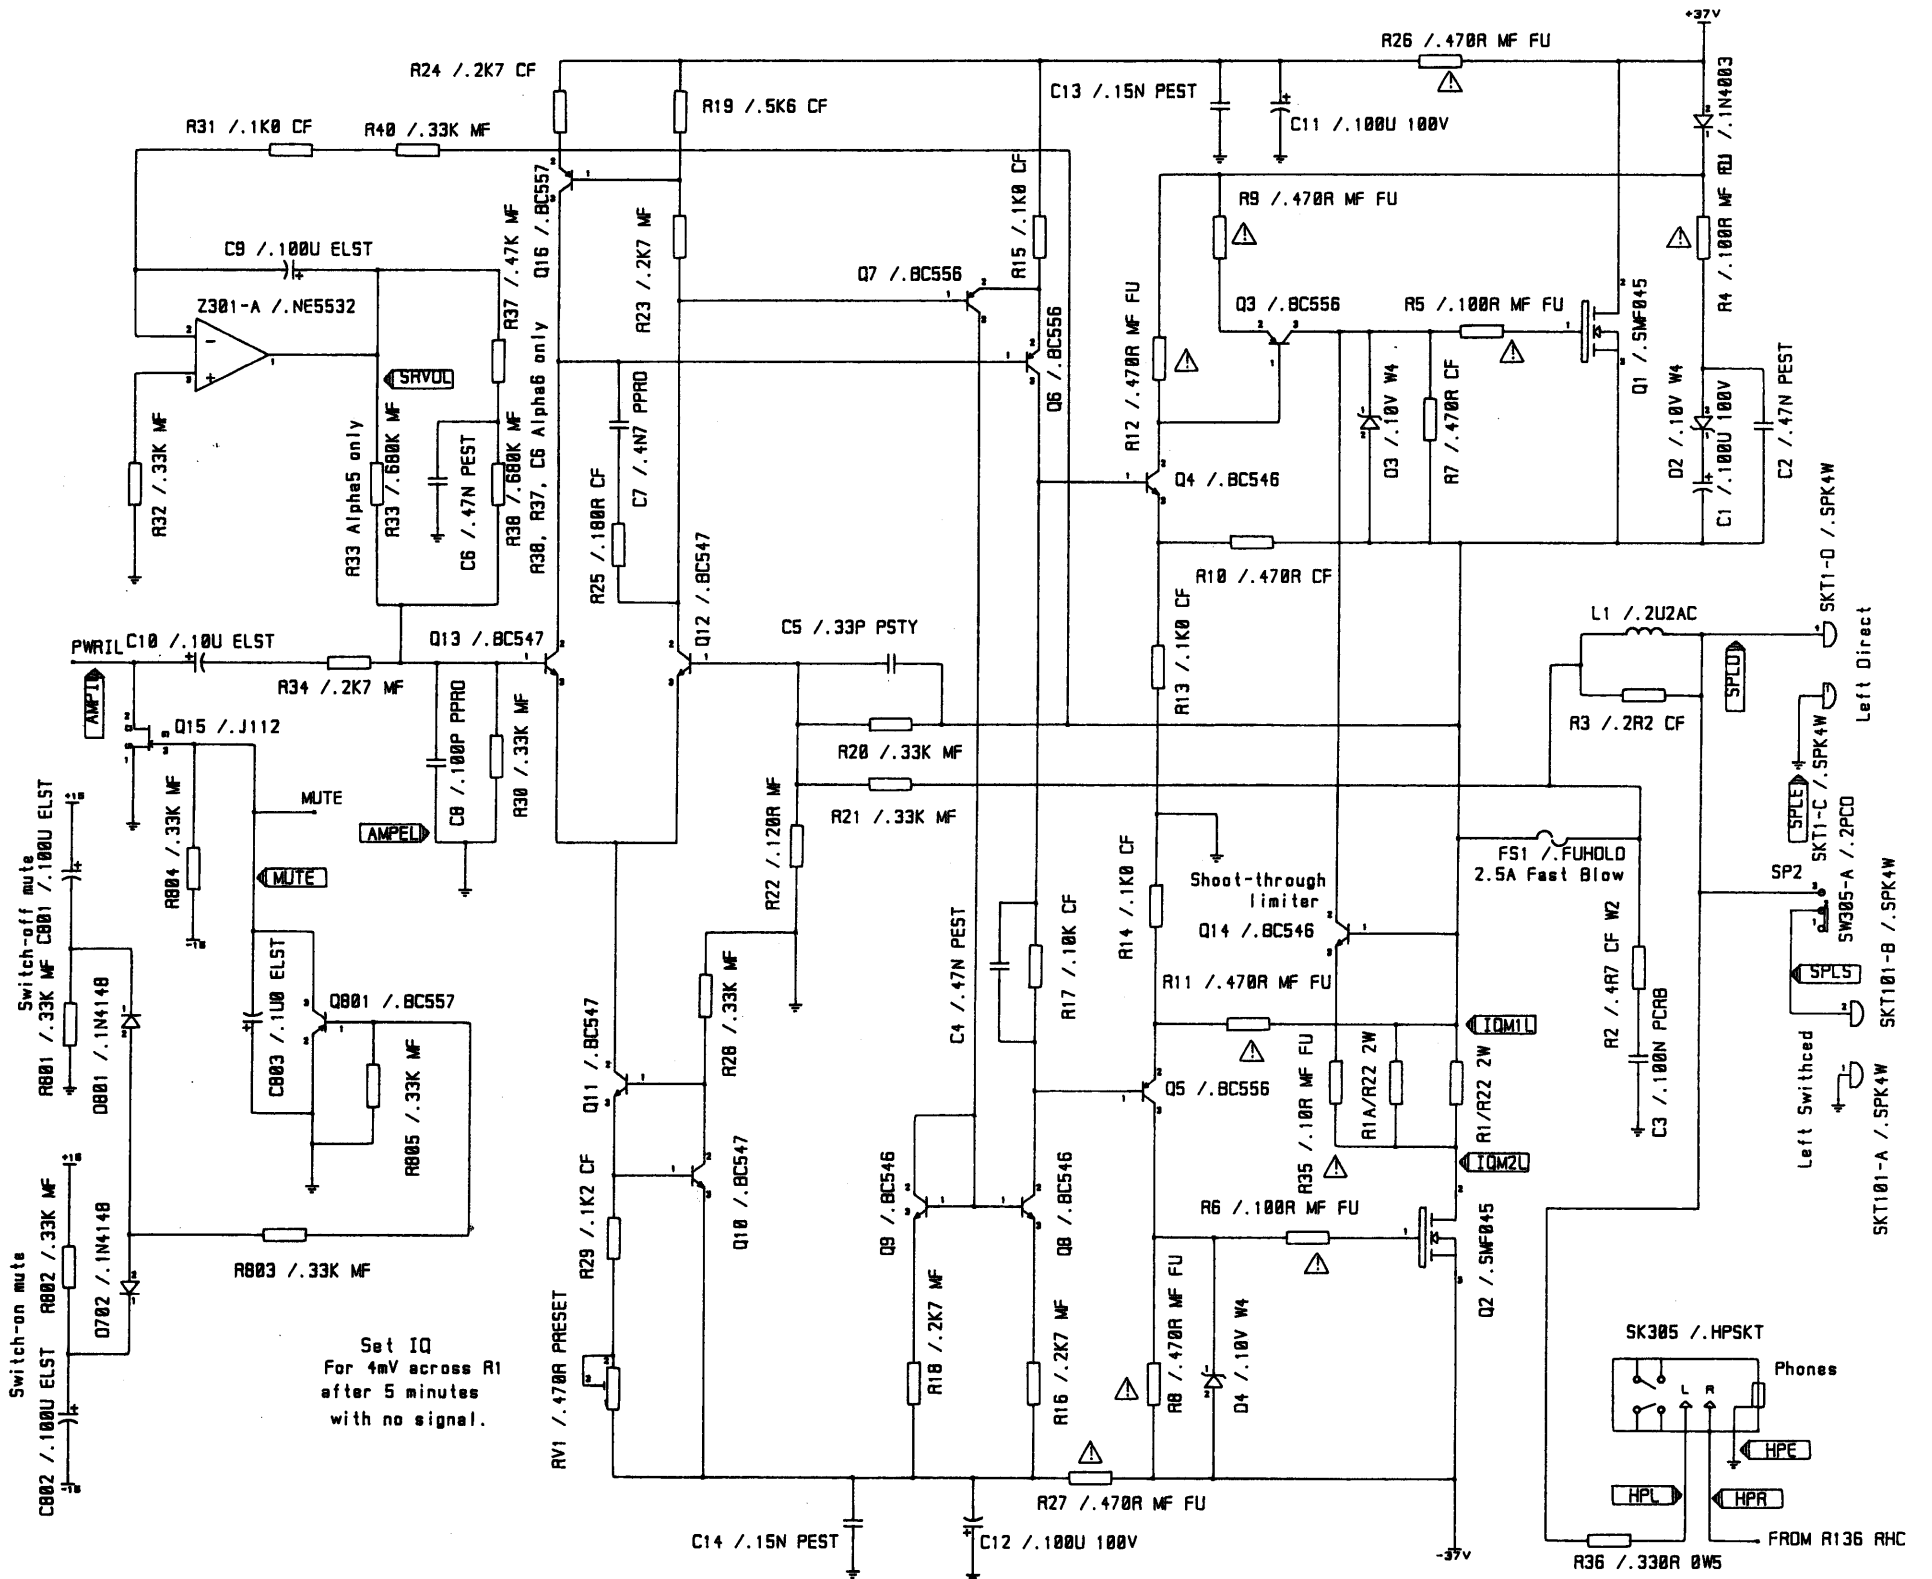 +37V
R26 /.470R MF FU
R24 /.2K7 CF
C13 /.15N PEST
R19 /.5K6 CF
C11 /.100U 100V
R31 /.1K0 CF
R40 /.33K MF
/.1N4003
R9 /.470R MF FU
R15 /.1K0 CF
Q16 /.BC557
R37 /.47K MF
R23 /.2K7 MF
C9 /.100U ELST
Q7 /.BC556
R4 /.100R MF
Z301-A /.NE5532
Q3 /.BC556
R5 /.100R MF FU
Q1 /.SMF045
Q6 /.BC556
R12 /.470R MF FU
SRVOL
R32 /.33K MF
R33 Alpha5 only
R33 /.680K MF
C6 /.47N PEST
R38 /.680K MF
R38, R37, C6 Alpha6 only
C7 /.4N7 PPRO
R25 /.180R CF
Q4 /.BC546
D3 /.10V W4
R7 /.470R CF
D2 /.10V W4
C1 /.100U 100V
C2 /.47N PEST
R10 /.470R CF
SKT1-D /.SPK4W
L1 /.2U2AC
Left Direct
PWRIL
C10 /.10U ELST
Q13 /.BC547
Q12 /.BC547
C5 /.33P PSTY
R13 /.1K0 CF
R34 /.2K7 MF
AMPI
SPLD
R3 /.2R2 CF
Q15 /.J112
R20 /.33K MF
SKT1-C /.SPK4W
SPLE
C8 /.100P PPRO
R30 /.33K MF
R21 /.33K MF
MUTE
AMPEL
+15
R804 /.33K MF
R22 /.120R MF
FS1 /.FUHOLD
2.5A Fast Blow
Switch-off mute
C801 /.100U ELST
MUTE
Shoot-through
limiter
SP2
SW305-A /.2PCO
-15
R14 /.1K0 CF
Q14 /.BC546
C4 /.47N PEST
R17 /.10K CF
R2 /.4R7 CF W2
SPLS
R28 /.33K MF
R11 /.470R MF FU
SKT101-B /.SPK4W
R801 /.33K MF
D801 /.1N4148
C803 /.1U0 ELST
Q801 /.BC557
IQM1L
Q11 /.BC547
Left Swithced
R805 /.33K MF
Q5 /.BC556
R35 /.10R MF FU
R1A/R22 2W
R1/R22 2W
C3 /.100N PCRB
SKT101-A /.SPK4W
IQM2L
Q10 /.BC547
Q9 /.BC546
Q8 /.BC546
R6 /.100R MF FU
R29 /.1K2 CF
Q2 /.SMF045
+15
Switch-on mute
R802 /.33K MF
D702 /.1N4148
R803 /.33K MF
RV1 /.470R PRESET
R18 /.2K7 MF
R16 /.2K7 MF
R8 /.470R MF FU
D4 /.10V W4
SK305 /.HPSKT
Set IQ
For 4mV across R1
after 5 minutes
with no signal.
Phones
L R
C802 /.100U ELST
-15
HPE
HPL
HPR
R27 /.470R MF FU
C14 /.15N PEST
C12 /.100U 100V
-37V
FROM R136 RHC
R36 /.330R 0W5